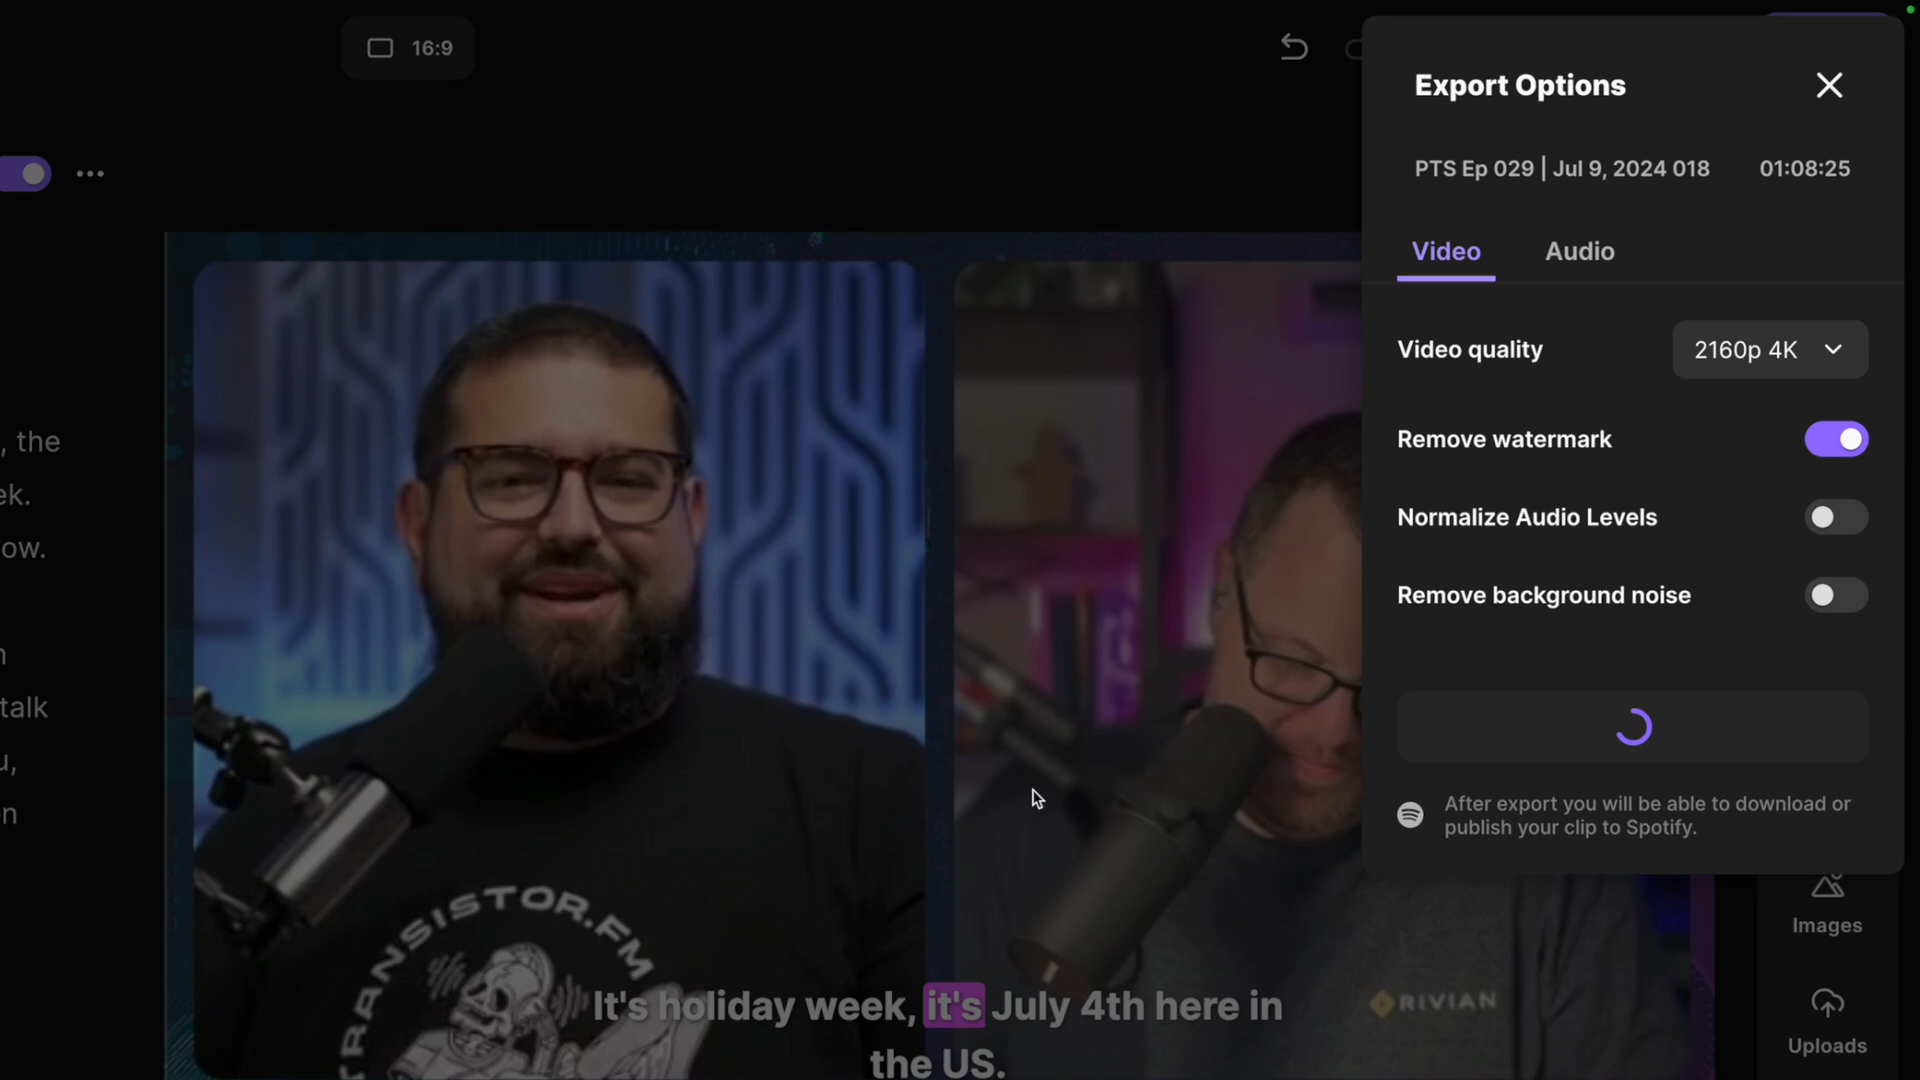 16:9
Export Options
PTS Ep 029 | Jul 9, 2024 018
01:08:25
Video
Audio
Video quality
2160p 4K
Remove watermark
Normalize Audio Levels
Remove background noise
After export you will be able to download or
publish your clip to Spotify.
, the
ek.
ow.
n
talk
u,
on
TRANSISTOR.FM
RIVIAN
It's holiday week, it's July 4th here in
the US.
Images
Uploads